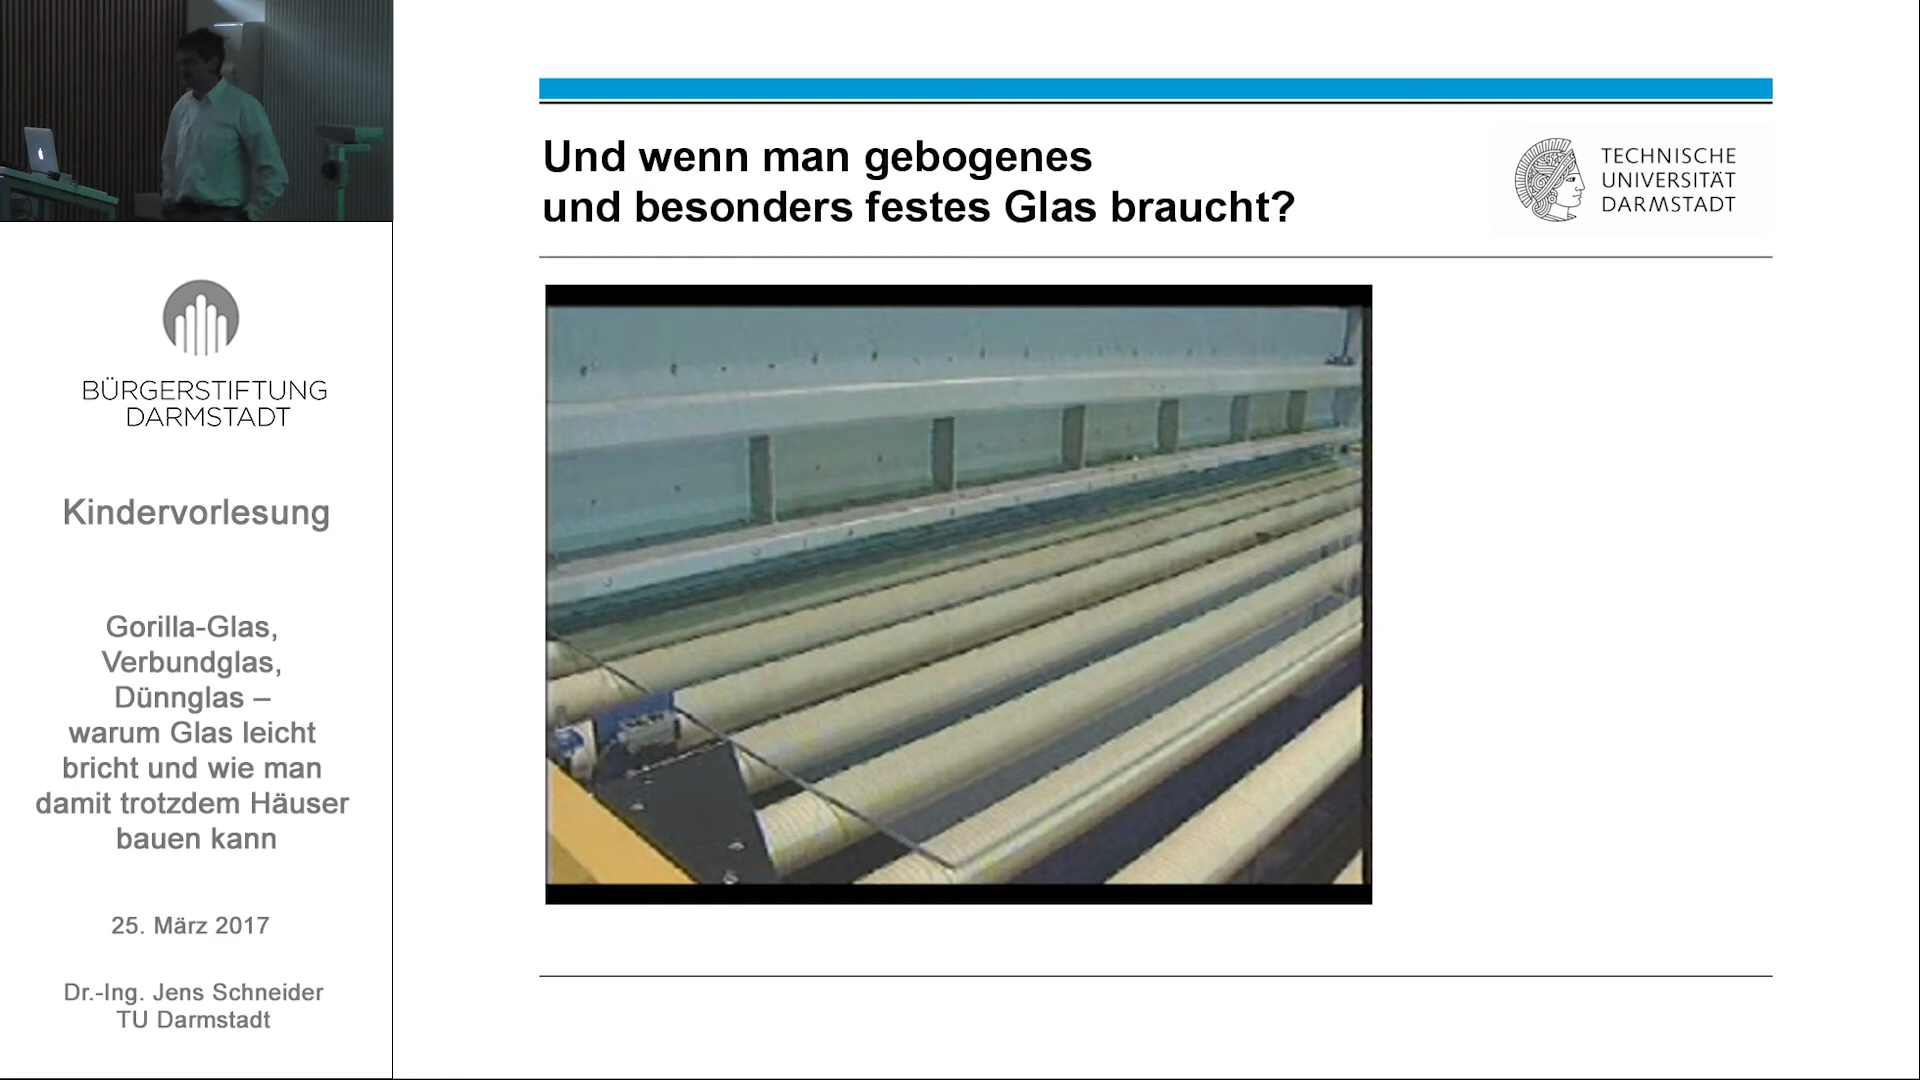 BÜRGERSTIFTUNG
DARMSTADT
Kindervorlesung
Gorilla-Glas,
Verbundglas,
Dünnglas –
warum Glas leicht
bricht und wie man
damit trotzdem Häuser
bauen kann
25. März 2017
Dr.-Ing. Jens Schneider
TU Darmstadt
Und wenn man gebogenes
und besonders festes Glas braucht?
TECHNISCHE
UNIVERSITÄT
DARMSTADT